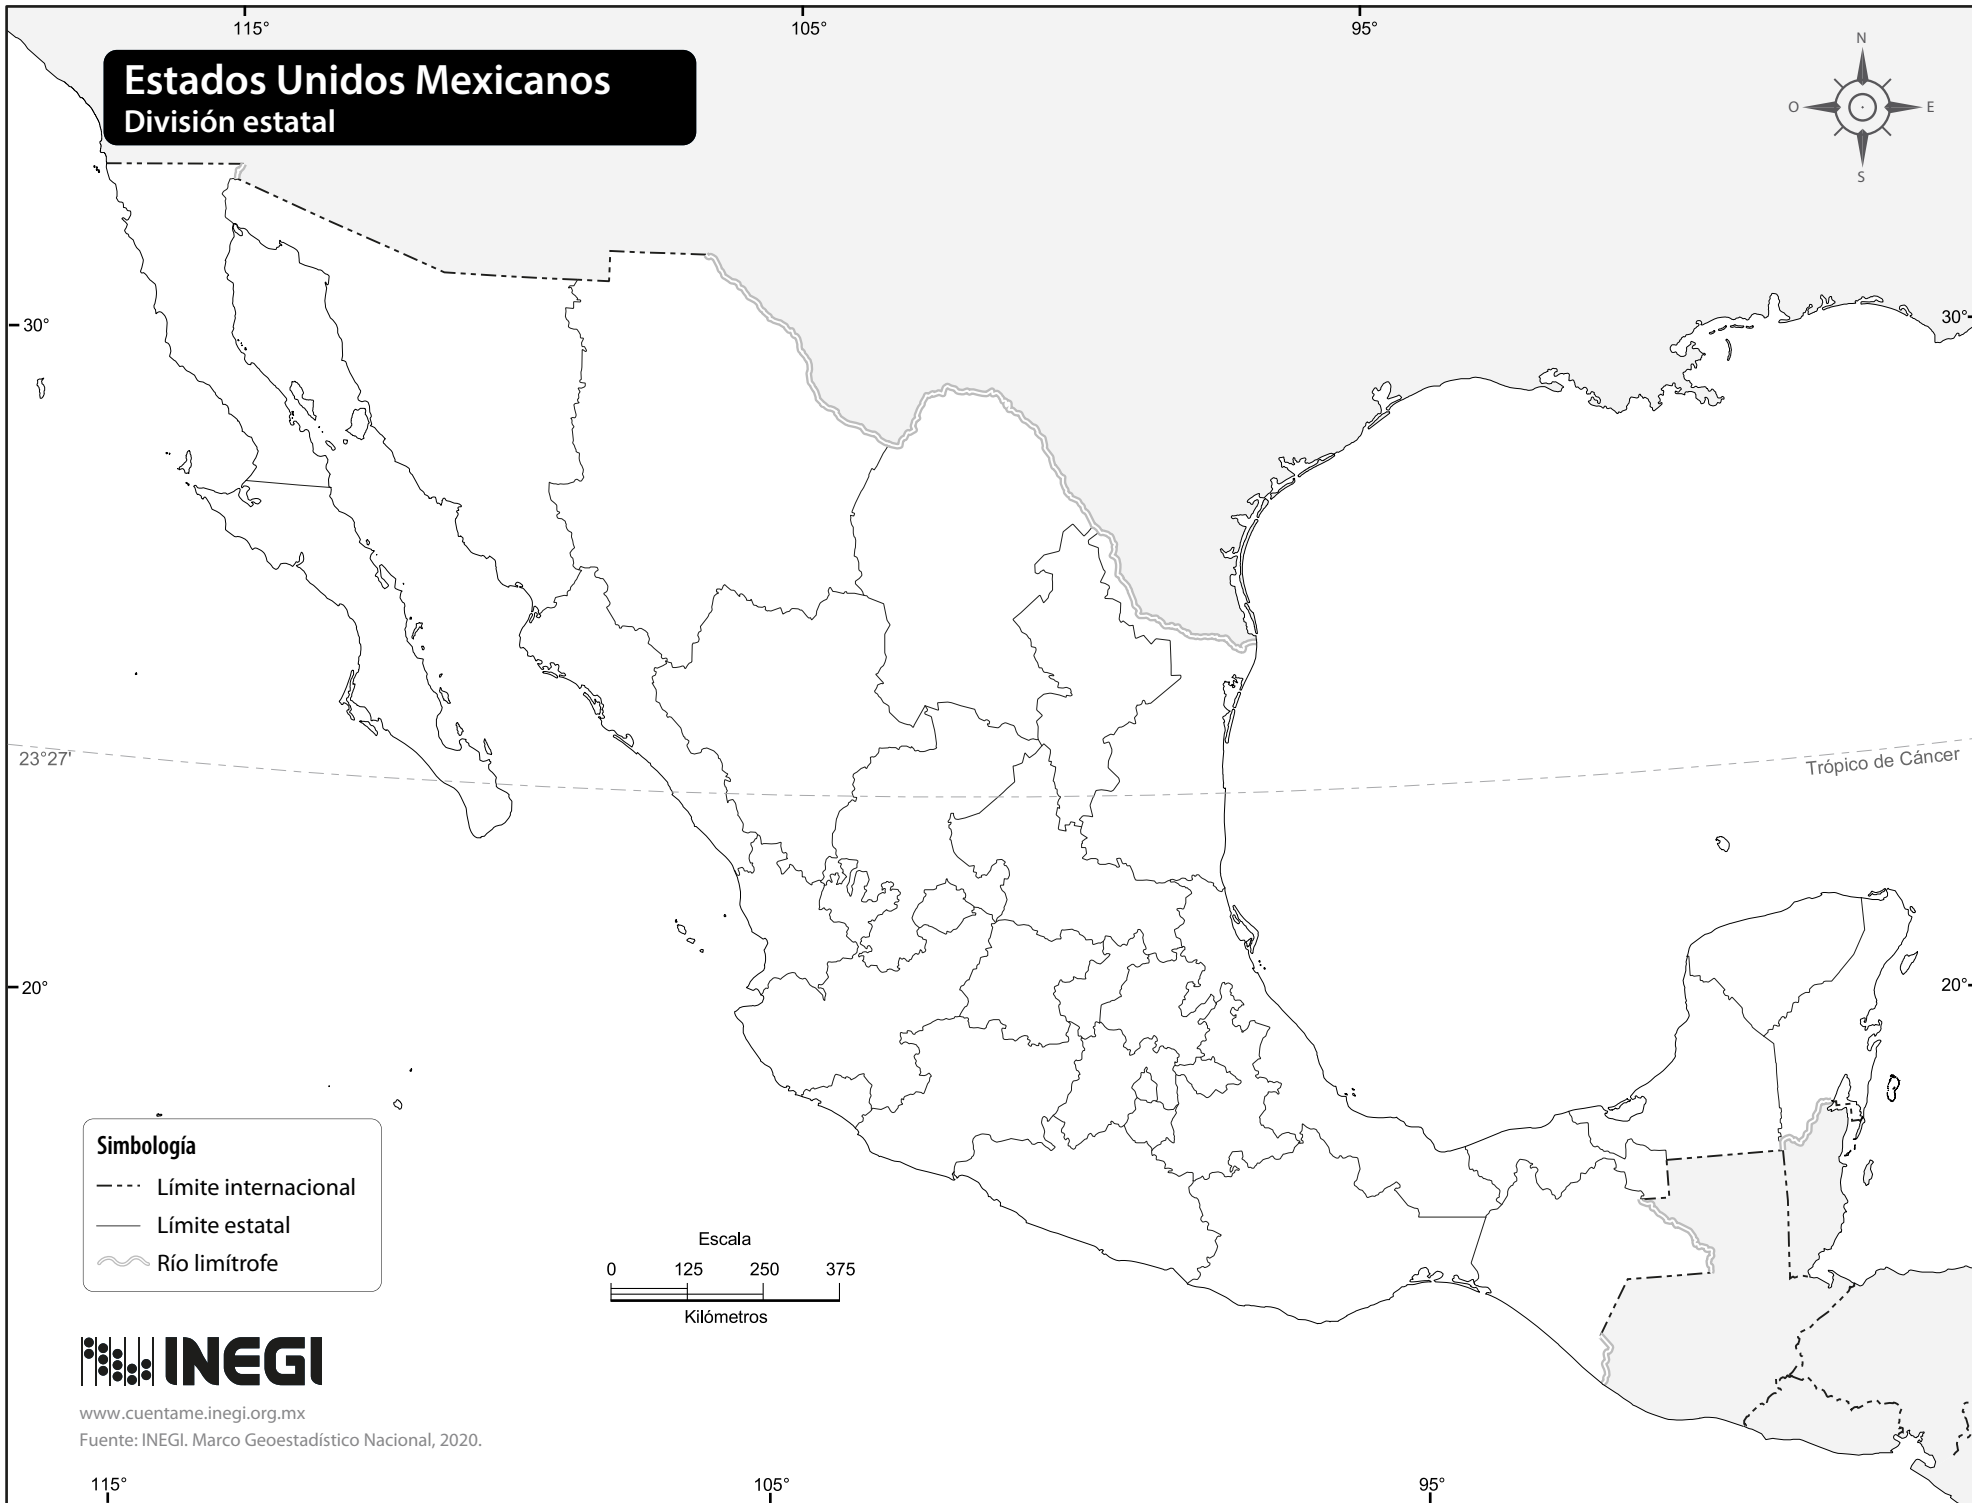 115°
105°
95°
Estados Unidos Mexicanos
División estatal
N
O
E
S
30°
30°
23°27'
Trópico de Cáncer
20°
20°
Simbología
Límite internacional
Límite estatal
Río limítrofe
Escala
0 125 250 375
Kilómetros
INEGI
www.cuentame.inegi.org.mx
Fuente: INEGI. Marco Geoestadístico Nacional, 2020.
115°
105°
95°